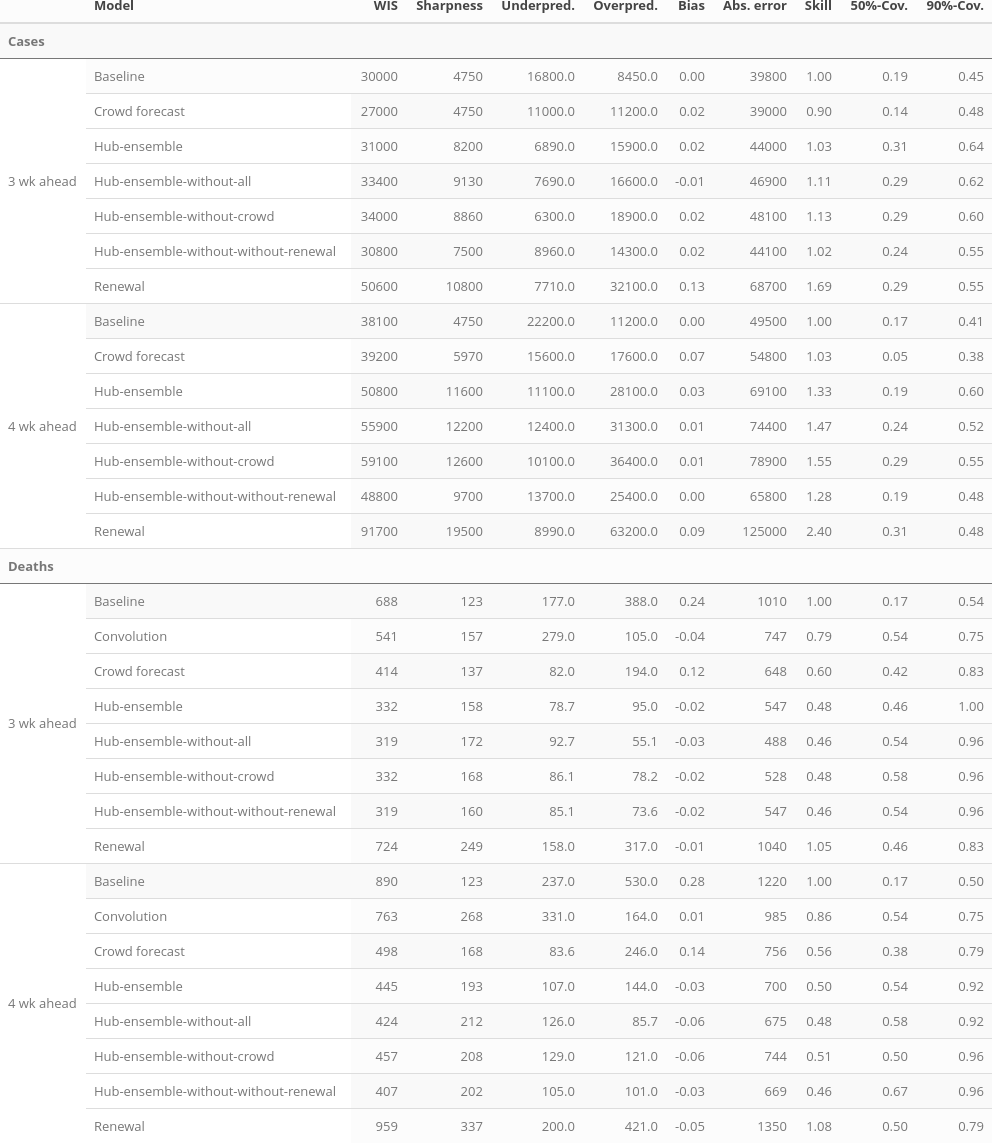 Model WIS Sharpness Underpred. Overpred. Bias Abs. error Skill 50%-Cov. 90%-Cov.
Cases
Baseline 30000 4750 16800.0 8450.0 0.00 39800 1.00 0.19 0.45
Crowd forecast 27000 4750 11000.0 11200.0 0.02 39000 0.90 0.14 0.48
Hub-ensemble 31000 8200 6890.0 15900.0 0.02 44000 1.03 0.31 0.64
3 wk ahead Hub-ensemble-without-all 33400 9130 7690.0 16600.0 -0.01 46900 1.11 0.29 0.62
Hub-ensemble-without-crowd 34000 8860 6300.0 18900.0 0.02 48100 1.13 0.29 0.60
Hub-ensemble-without-without-renewal 30800 7500 8960.0 14300.0 0.02 44100 1.02 0.24 0.55
Renewal 50600 10800 7710.0 32100.0 0.13 68700 1.69 0.29 0.55
Baseline 38100 4750 22200.0 11200.0 0.00 49500 1.00 0.17 0.41
Crowd forecast 39200 5970 15600.0 17600.0 0.07 54800 1.03 0.05 0.38
Hub-ensemble 50800 11600 11100.0 28100.0 0.03 69100 1.33 0.19 0.60
4 wk ahead Hub-ensemble-without-all 55900 12200 12400.0 31300.0 0.01 74400 1.47 0.24 0.52
Hub-ensemble-without-crowd 59100 12600 10100.0 36400.0 0.01 78900 1.55 0.29 0.55
Hub-ensemble-without-without-renewal 48800 9700 13700.0 25400.0 0.00 65800 1.28 0.19 0.48
Renewal 91700 19500 8990.0 63200.0 0.09 125000 2.40 0.31 0.48
Deaths
Baseline 688 123 177.0 388.0 0.24 1010 1.00 0.17 0.54
Convolution 541 157 279.0 105.0 -0.04 747 0.79 0.54 0.75
Crowd forecast 414 137 82.0 194.0 0.12 648 0.60 0.42 0.83
Hub-ensemble 332 158 78.7 95.0 -0.02 547 0.48 0.46 1.00
3 wk ahead
Hub-ensemble-without-all 319 172 92.7 55.1 -0.03 488 0.46 0.54 0.96
Hub-ensemble-without-crowd 332 168 86.1 78.2 -0.02 528 0.48 0.58 0.96
Hub-ensemble-without-without-renewal 319 160 85.1 73.6 -0.02 547 0.46 0.54 0.96
Renewal 724 249 158.0 317.0 -0.01 1040 1.05 0.46 0.83
Baseline 890 123 237.0 530.0 0.28 1220 1.00 0.17 0.50
Convolution 763 268 331.0 164.0 0.01 985 0.86 0.54 0.75
Crowd forecast 498 168 83.6 246.0 0.14 756 0.56 0.38 0.79
Hub-ensemble 445 193 107.0 144.0 -0.03 700 0.50 0.54 0.92
4 wk ahead
Hub-ensemble-without-all 424 212 126.0 85.7 -0.06 675 0.48 0.58 0.92
Hub-ensemble-without-crowd 457 208 129.0 121.0 -0.06 744 0.51 0.50 0.96
Hub-ensemble-without-without-renewal 407 202 105.0 101.0 -0.03 669 0.46 0.67 0.96
Renewal 959 337 200.0 421.0 -0.05 1350 1.08 0.50 0.79